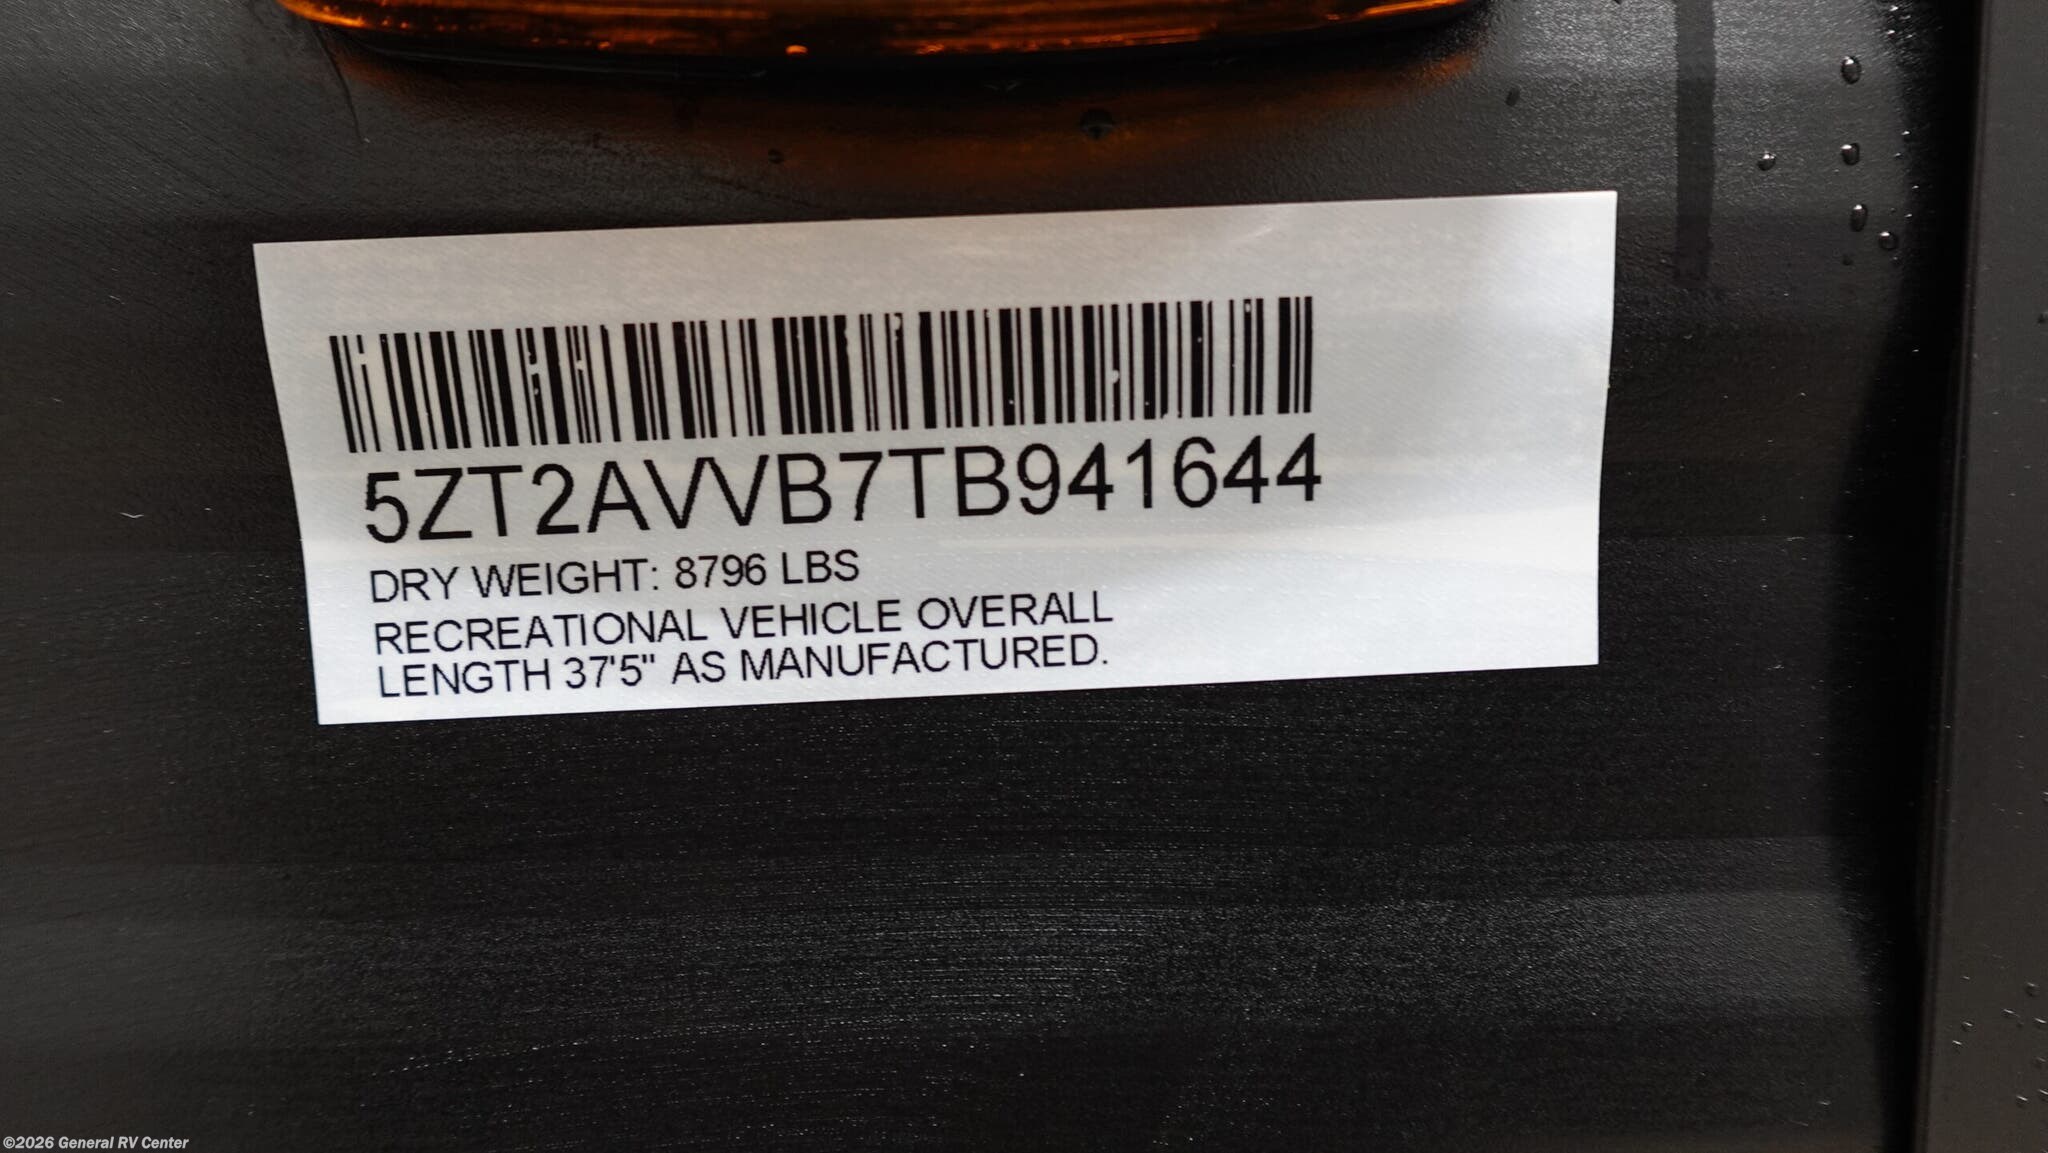 5ZT2AVVB7TB941644
DRY WEIGHT: 8796 LBS
RECREATIONAL VEHICLE OVERALL
LENGTH 37'5" AS MANUFACTURED.
©2026 General RV Center